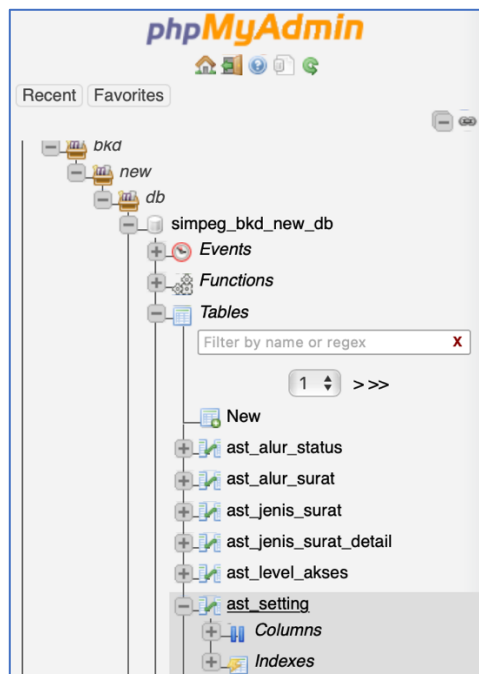 phpMyAdmin
Recent Favorites
bkd
new
db
simpeg_bkd_new_db
Events
Functions
Tables
Filter by name or regex X
1 > >>
New
ast_alur_status
ast_alur_surat
ast_jenis_surat
ast_jenis_surat_detail
ast_level_akses
ast_setting
Columns
Indexes